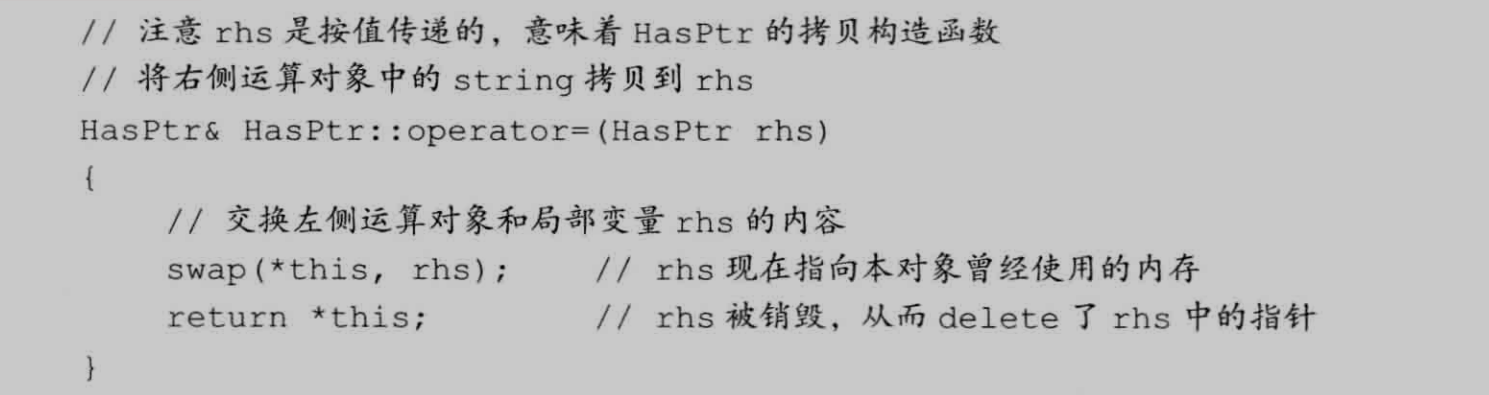 // 注意 rhs 是按值传递的，意味着 HasPtr 的拷贝构造函数
// 将右侧运算对象中的 string 拷贝到 rhs
HasPtr& HasPtr::operator=(HasPtr rhs)
{
    // 交换左侧运算对象和局部变量 rhs 的内容
    swap(*this, rhs);    // rhs 现在指向本对象曾经使用的内存
    return *this;        // rhs 被销毁，从而 delete 了 rhs 中的指针
}